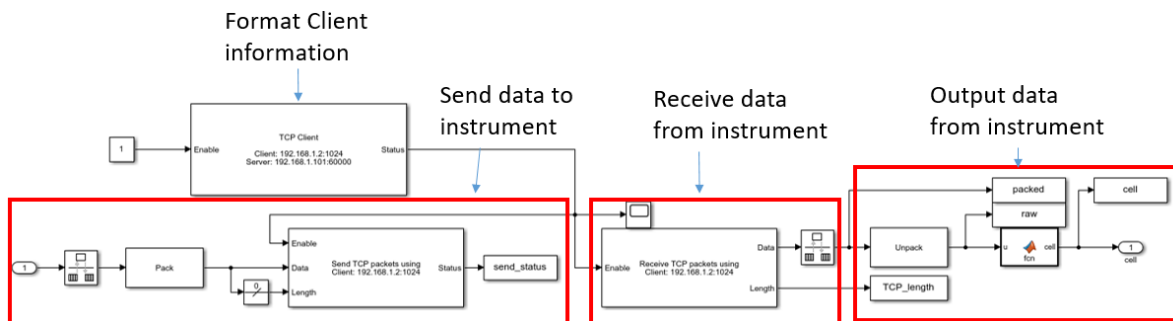 Format Client
information
Send data to
instrument
Receive data
from instrument
Output data
from instrument
1
Enable
TCP Client
Client: 192.168.1.2:1024
Server: 192.168.1.101:60000
Status
1
Pack
0
Enable
Data
Length
Send TCP packets using
Client: 192.168.1.2:1024
Status
send_status
Enable
Receive TCP packets using
Client: 192.168.1.2:1024
Data
Length
Unpack
TCP_length
packed
raw
u
fcn
cell
cell
1
cell